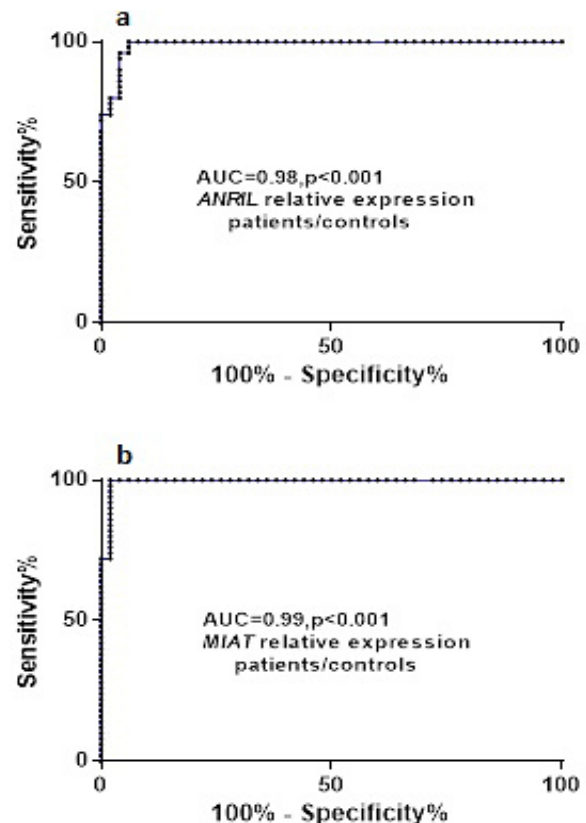 a
100
50
0
Sensitivity%
AUC=0.98,p<0.001
ANRIL relative expression
patients/controls
0 50 100
100% - Specificity%
b
100
50
0
Sensitivity%
AUC=0.99,p<0.001
MIAT relative expression
patients/controls
0 50 100
100% - Specificity%